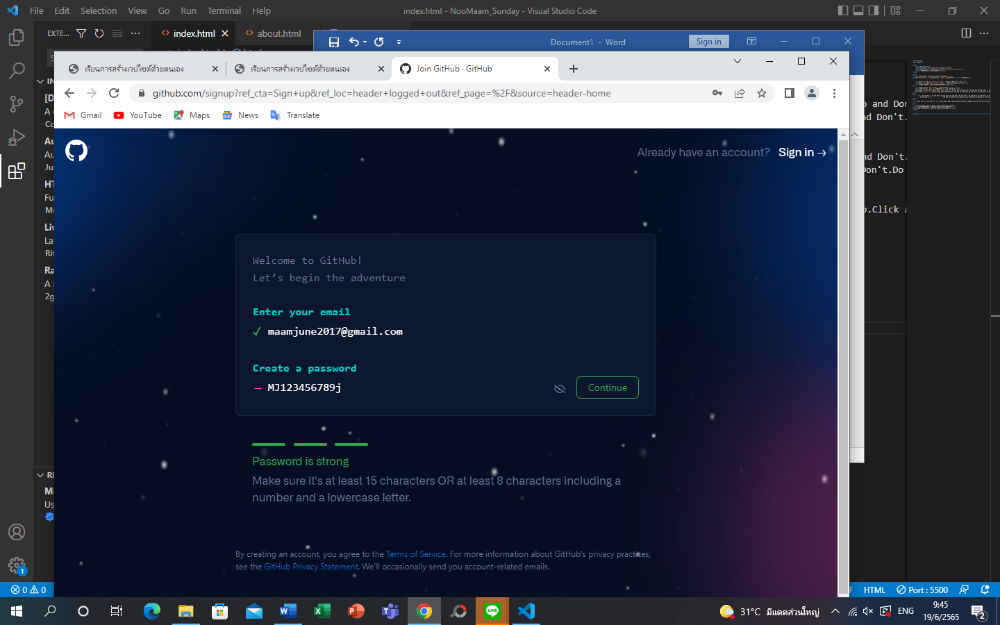 File Edit Selection View Go Run Terminal Help
index.html - NooMaam_Sunday - Visual Studio Code
EXTE...
index.html
about.html
Document1 - Word
Sign in
เรียนการสร้างเวปไซต์ด้วยตนเอง
เรียนการสร้างเวปไซต์ด้วยตนเอง
Join GitHub · GitHub
github.com/signup?ref_cta=Sign+up&ref_loc=header+logged+out&ref_page=%2F&source=header-home
Gmail YouTube Maps News Translate
Already have an account? Sign in →
Welcome to GitHub!
Let’s begin the adventure
Enter your email
✓ maamjune2017@gmail.com
Create a password
→ MJ123456789j
Continue
Password is strong
Make sure it's at least 15 characters OR at least 8 characters including a
number and a lowercase letter.
By creating an account, you agree to the Terms of Service. For more information about GitHub's privacy practices,
see the GitHub Privacy Statement. We'll occasionally send you account-related emails.
and Don
nd Don't.
nd Don't.
Don't.Do
.Click a
0 0
HTML Port : 5500
1
31°C มีแดดส่วนใหญ่
ENG
9:45
19/6/2565
2